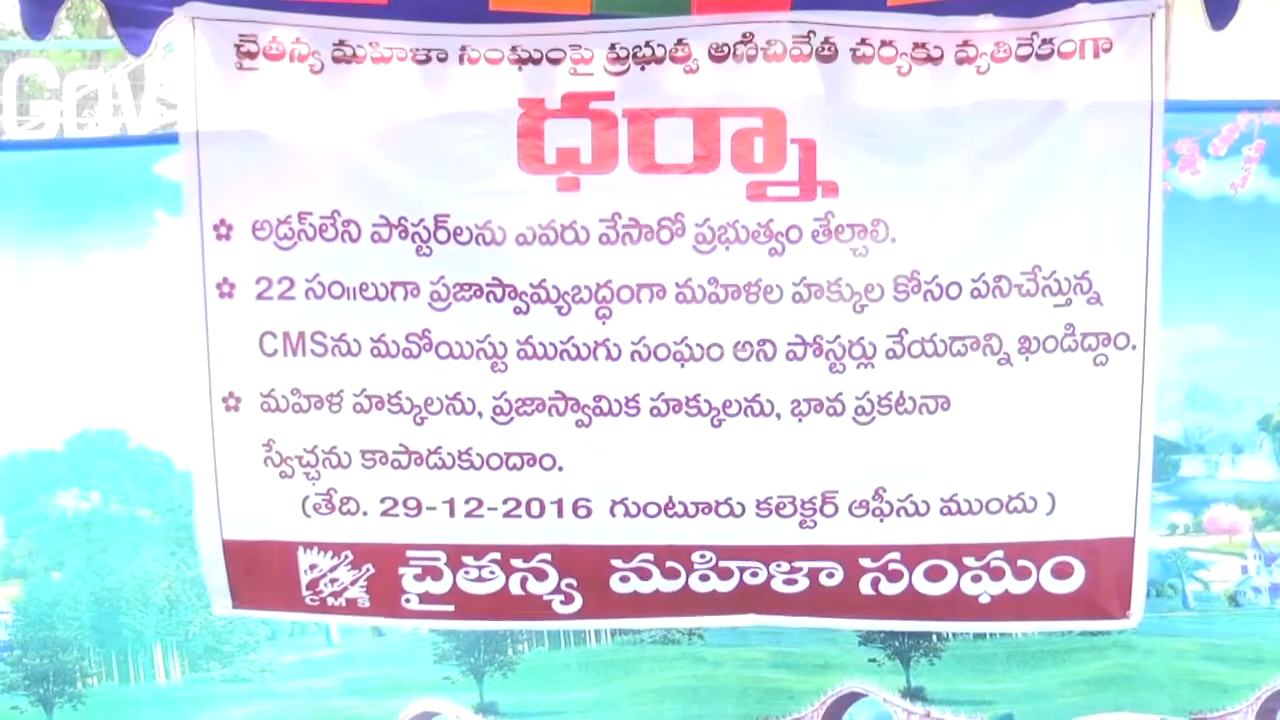 GoV
చైతన్య మహిళా సంఘంపై ప్రభుత్వ అణిచివేత చర్యకు వ్యతిరేకంగా
ధర్నా
అడ్రస్‌లేని పోస్టర్‌లను ఎవరు వేసారో ప్రభుత్వం తేల్చాలి.
22 సం॥లుగా ప్రజాస్వామ్యబద్ధంగా మహిళల హక్కుల కోసం పనిచేస్తున్న
CMSను మవోయిస్టు ముసుగు సంఘం అని పోస్టర్లు వేయడాన్ని ఖండిద్దాం.
మహిళ హక్కులను, ప్రజాస్వామిక హక్కులను, భావ ప్రకటనా
స్వేచ్ఛను కాపాడుకుందాం.
(తేది. 29-12-2016 గుంటూరు కలెక్టర్ ఆఫీసు ముందు )
CMS చైతన్య మహిళా సంఘం